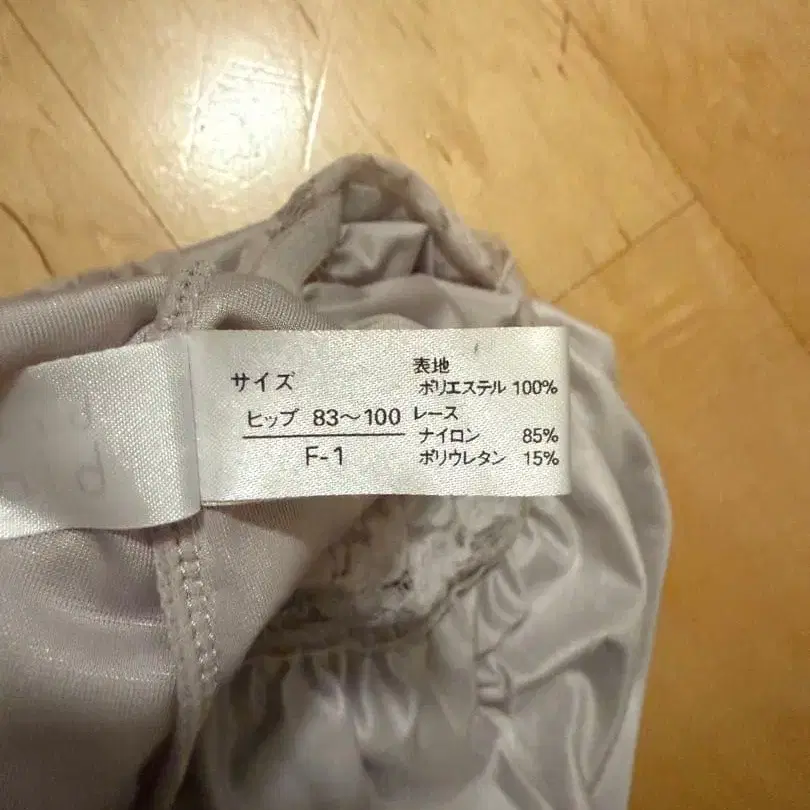 サイズ
ヒップ 83〜100
F-1
表地
ポリエステル 100%
レース
ナイロン 85%
ポリウレタン 15%